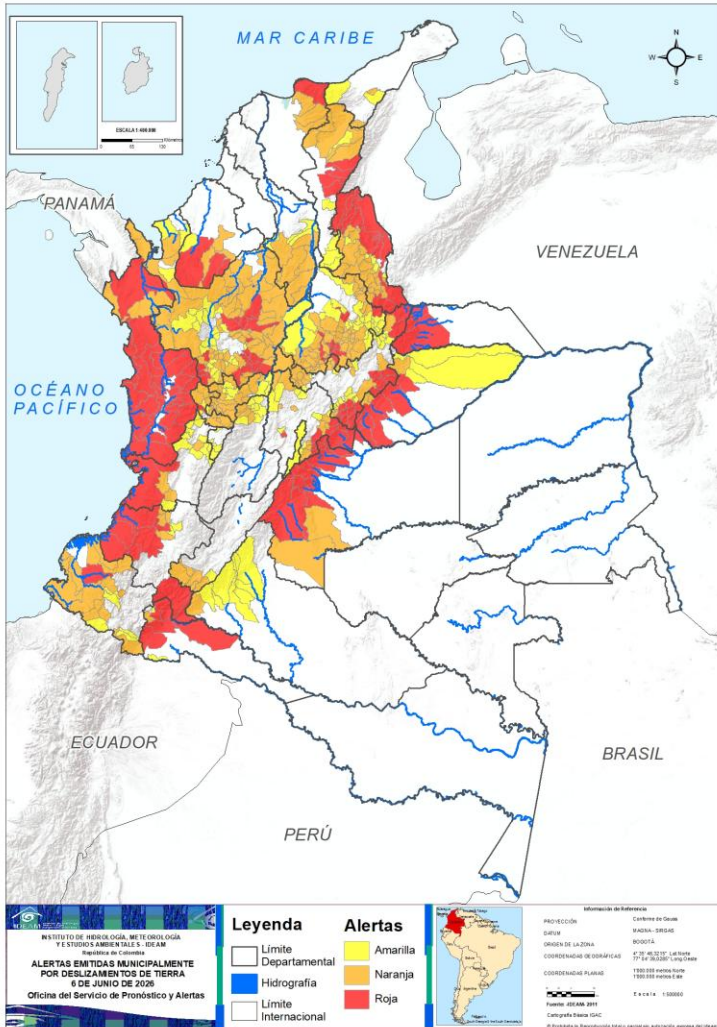 MAR CARIBE
N
W
E
S
ESCALA 1:400.000
PANAMÁ
VENEZUELA
OCÉANO
PACÍFICO
ECUADOR
BRASIL
PERÚ
IDEAM
INSTITUTO DE HIDROLOGÍA, METEOROLOGÍA
Y ESTUDIOS AMBIENTALES - IDEAM
República de Colombia
ALERTAS EMITIDAS MUNICIPALMENTE
POR DESLIZAMIENTOS DE TIERRA
6 DE JUNIO DE 2026
Oficina del Servicio de Pronóstico y Alertas
Leyenda
Límite
Departamental
Hidrografía
Límite
Internacional
Alertas
Amarilla
Naranja
Roja
Información de Referencia
PROYECCIÓN Conforme de Gauss
DATUM MAGNA - SIRGAS
ORIGEN DE LA ZONA BOGOTÁ
COORDENADAS GEOGRÁFICAS
COORDENADAS PLANAS
Cartografía Básica IGAC